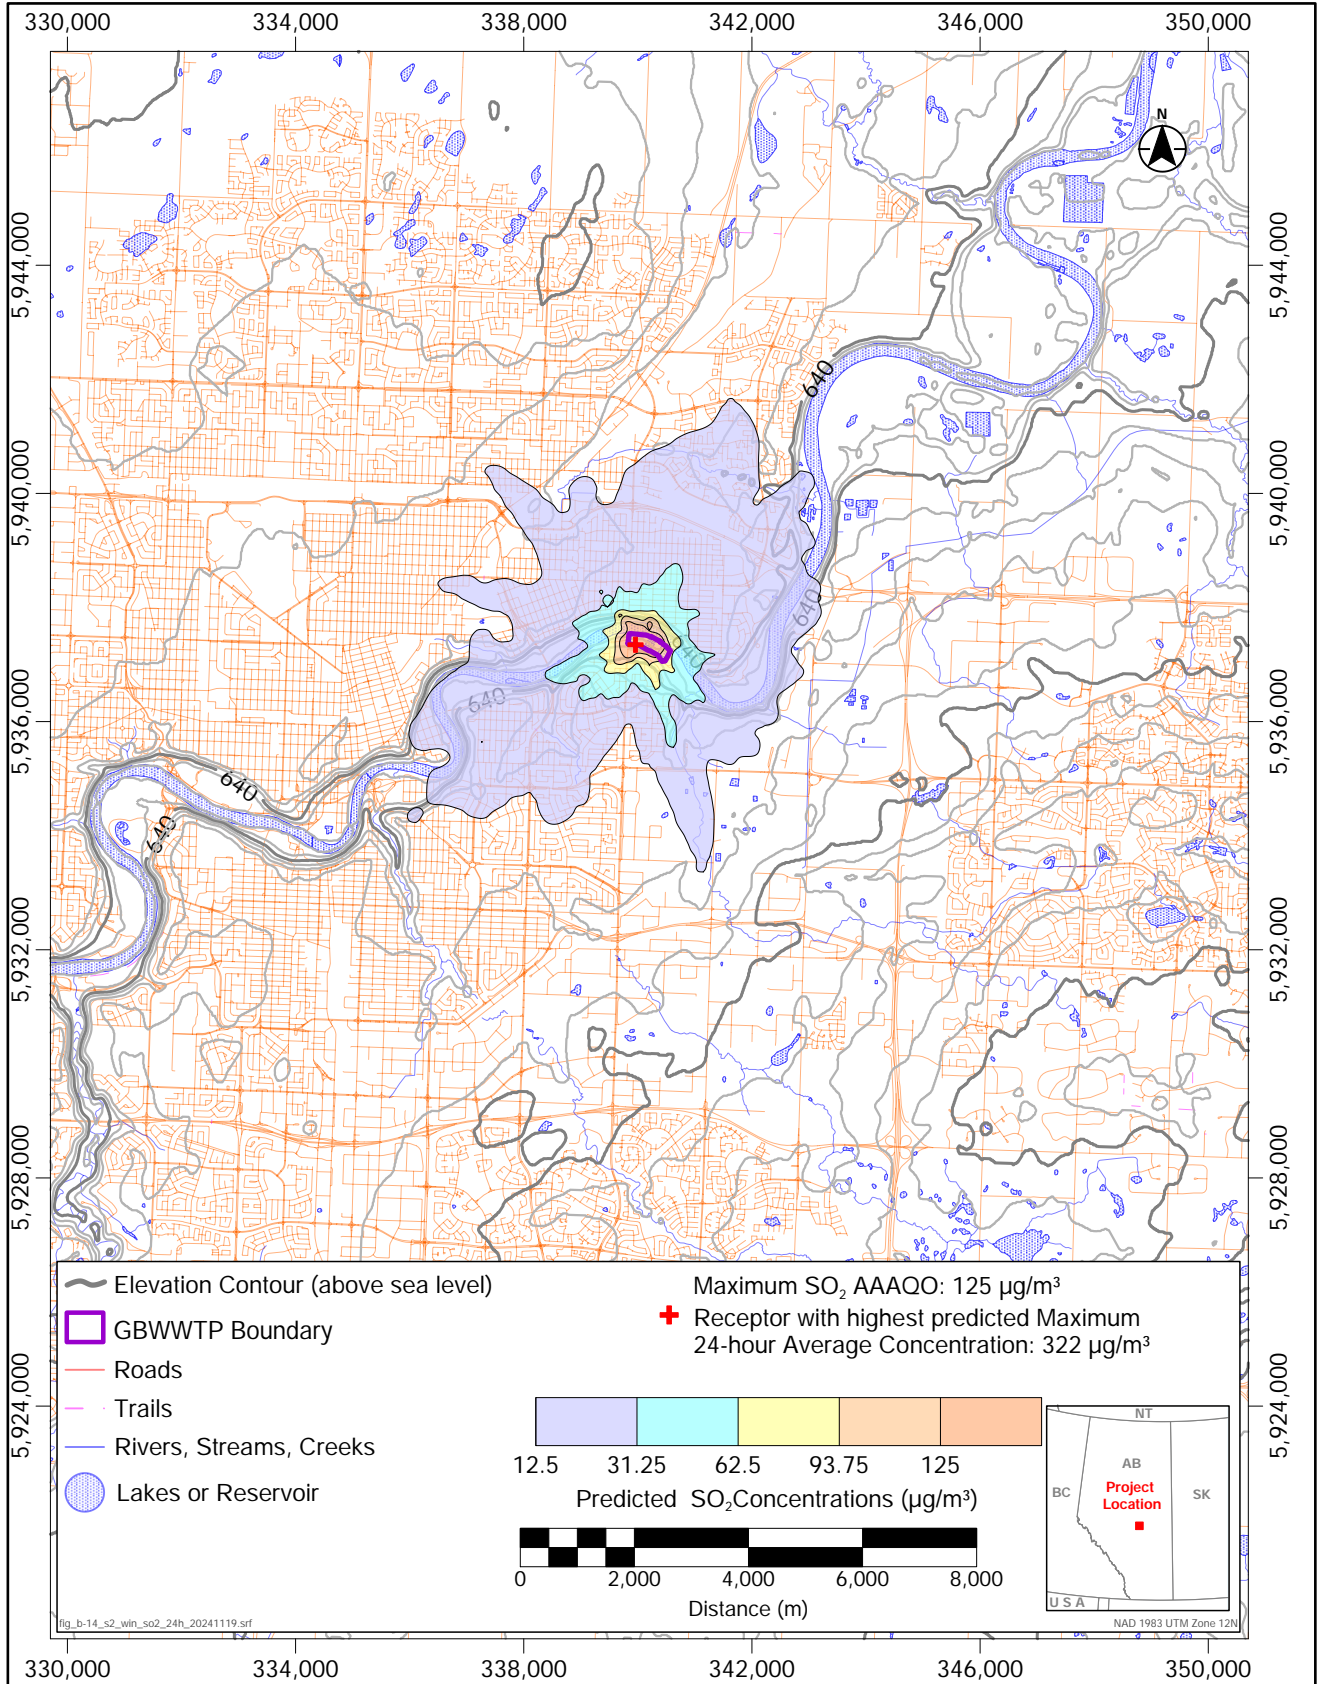 330,000
334,000
338,000
342,000
346,000
350,000
N
5,944,000
5,944,000
640
5,940,000
5,940,000
640
640
640
5,936,000
5,936,000
640
640
5,932,000
5,932,000
5,928,000
5,928,000
Elevation Contour (above sea level)
GBWWTP Boundary
Roads
Trails
Rivers, Streams, Creeks
Lakes or Reservoir
Maximum SO₂ AAAQO: 125 µg/m³
Receptor with highest predicted Maximum
24-hour Average Concentration: 322 µg/m³
5,924,000
5,924,000
12.5
31.25
62.5
93.75
125
Predicted SO₂Concentrations (µg/m³)
0
2,000
4,000
6,000
8,000
Distance (m)
NT
AB
BC
SK
Project
Location
USA
fig_b-14_s2_win_so2_24h_20241119.srf
NAD 1983 UTM Zone 12N
330,000
334,000
338,000
342,000
346,000
350,000